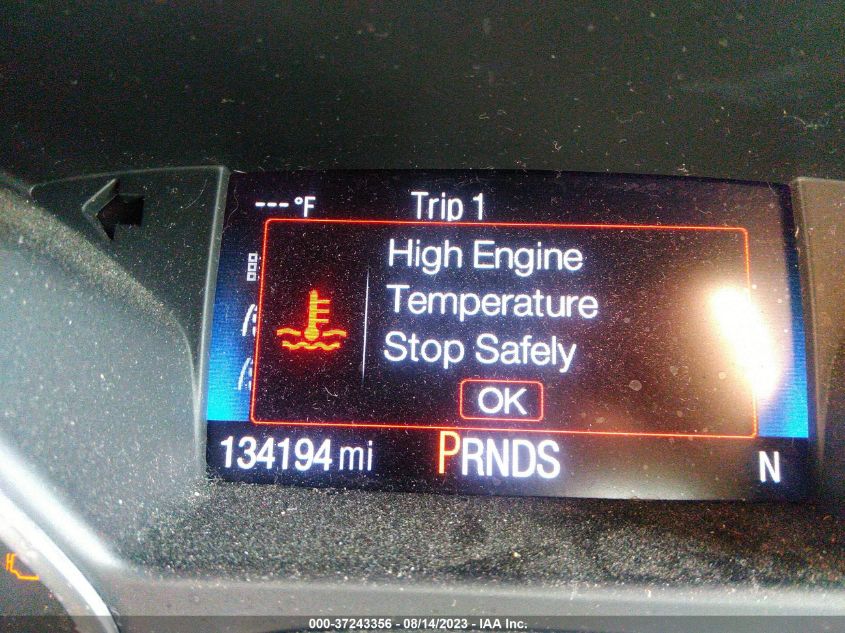 --- °F Trip 1
High Engine
Temperature
Stop Safely
OK
134194 mi PRNDS N
000-37243356 - 08/14/2023 - IAA Inc.